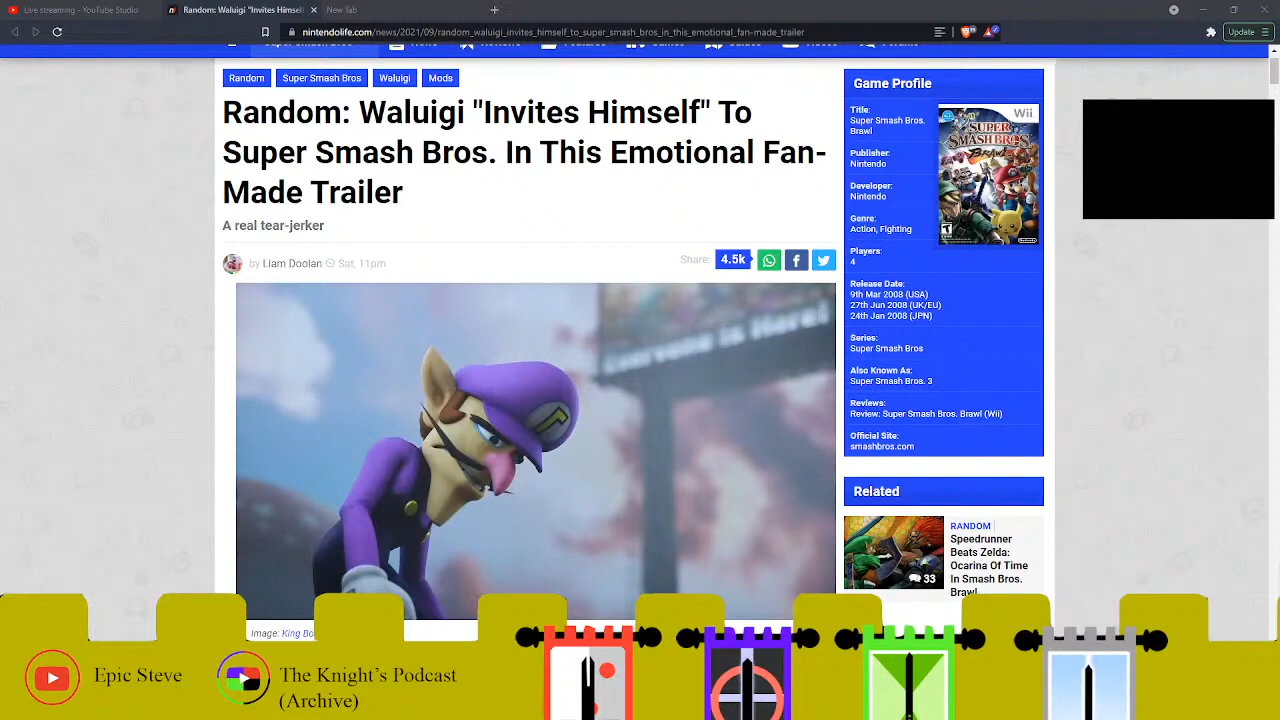 Live streaming - YouTube Studio
Random: Waluigi "Invites Himsel
New Tab
nintendolife.com/news/2021/09/random_waluigi_invites_himself_to_super_smash_bros_in_this_emotional_fan-made_trailer
Update
Random
Super Smash Bros
Waluigi
Mods
Random: Waluigi "Invites Himself" To
Super Smash Bros. In This Emotional Fan-
Made Trailer
A real tear-jerker
by Liam Doolan Sat, 11pm
Share: 4.5k
Everyone is Here!
Image: King Bo
Game Profile
Title:
Super Smash Bros.
Brawl
Publisher:
Nintendo
Developer:
Nintendo
Genre:
Action, Fighting
Players:
4
Release Date:
9th Mar 2008 (USA)
27th Jun 2008 (UK/EU)
24th Jan 2008 (JPN)
Series:
Super Smash Bros
Also Known As:
Super Smash Bros. 3
Reviews:
Review: Super Smash Bros. Brawl (Wii)
Official Site:
smashbros.com
Wii
SUPER
SMASH BROS
BRAWL
Related
33
RANDOM
Speedrunner
Beats Zelda:
Ocarina Of Time
In Smash Bros.
Brawl
Epic Steve
The Knight's Podcast
(Archive)